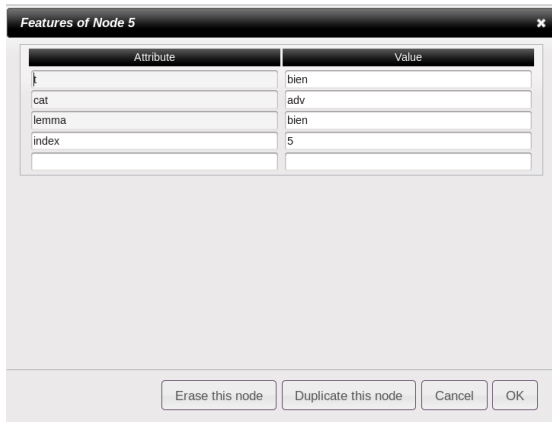 Features of Node 5
Attribute Value
t bien
cat adv
lemma bien
index 5
Erase this node Duplicate this node Cancel OK